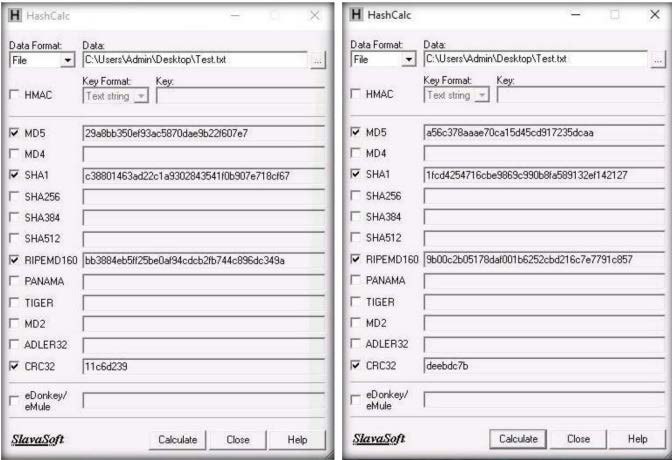 HashCalc
Data Format:
Data:
File
C:\Users\Admin\Desktop\Test.txt
...
HMAC
Key Format:
Key:
Text string
MD5
29a8bb350ef93ac5870dae9b22f607e7
MD4
SHA1
c38801463ad22c1a9302843541f0b907e718cf67
SHA256
SHA384
SHA512
RIPEMD160
bb3884eb5ff25be0af94cdcb2fb744c896dc349a
PANAMA
TIGER
MD2
ADLER32
CRC32
11c6d239
eDonkey/
eMule
SlavaSoft
Calculate
Close
Help
HashCalc
Data Format:
Data:
File
C:\Users\Admin\Desktop\Test.txt
...
HMAC
Key Format:
Key:
Text string
MD5
a56c378aaae70ca15d45cd917235dcaa
MD4
SHA1
1fcd4254716cbe9869c990b8fa589132ef142127
SHA256
SHA384
SHA512
RIPEMD160
9b00c2b05178daf001b6252cbd216c7e7791c857
PANAMA
TIGER
MD2
ADLER32
CRC32
deebdc7b
eDonkey/
eMule
SlavaSoft
Calculate
Close
Help